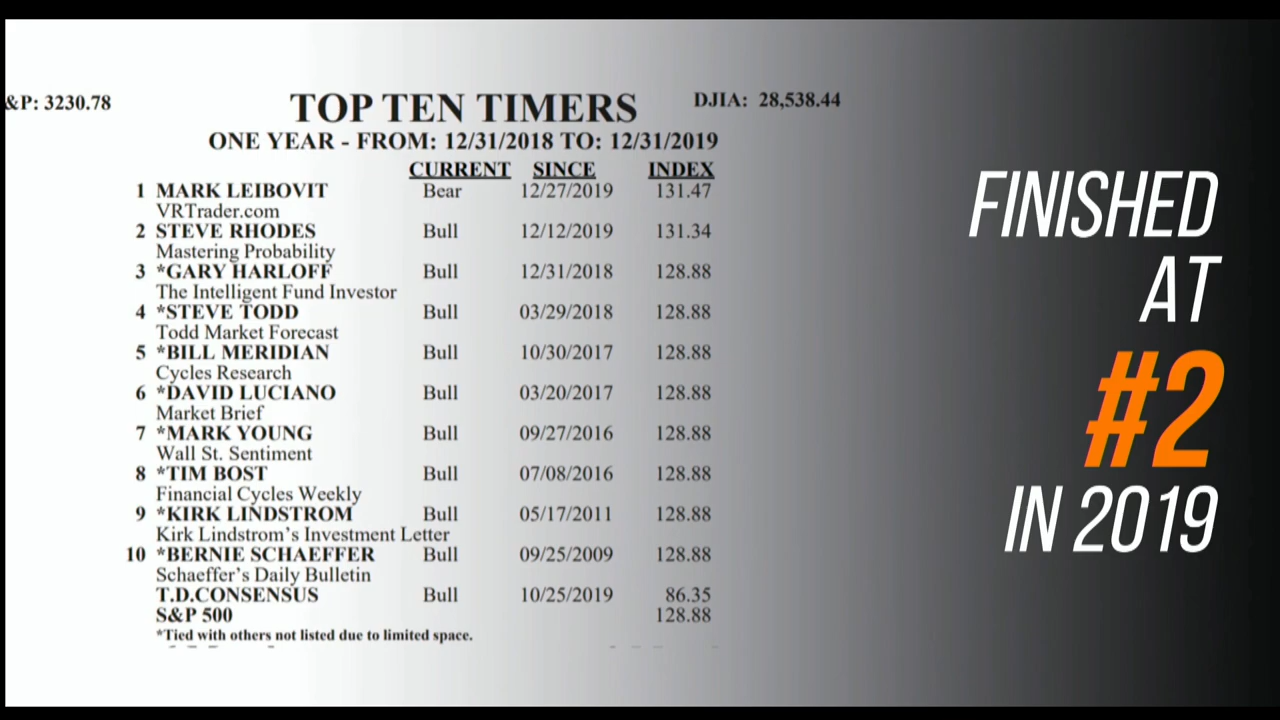 &P: 3230.78
TOP TEN TIMERS
DJIA: 28,538.44
ONE YEAR - FROM: 12/31/2018 TO: 12/31/2019
CURRENT SINCE INDEX
1 MARK LEIBOVIT Bear 12/27/2019 131.47
VRTrader.com
2 STEVE RHODES Bull 12/12/2019 131.34
Mastering Probability
3 *GARY HARLOFF Bull 12/31/2018 128.88
The Intelligent Fund Investor
4 *STEVE TODD Bull 03/29/2018 128.88
Todd Market Forecast
5 *BILL MERIDIAN Bull 10/30/2017 128.88
Cycles Research
6 *DAVID LUCIANO Bull 03/20/2017 128.88
Market Brief
7 *MARK YOUNG Bull 09/27/2016 128.88
Wall St. Sentiment
8 *TIM BOST Bull 07/08/2016 128.88
Financial Cycles Weekly
9 *KIRK LINDSTROM Bull 05/17/2011 128.88
Kirk Lindstrom's Investment Letter
10 *BERNIE SCHAEFFER Bull 09/25/2009 128.88
Schaeffer's Daily Bulletin
T.D.CONSENSUS Bull 10/25/2019 86.35
S&P 500 128.88
*Tied with others not listed due to limited space.
FINISHED
AT
#2
IN 2019